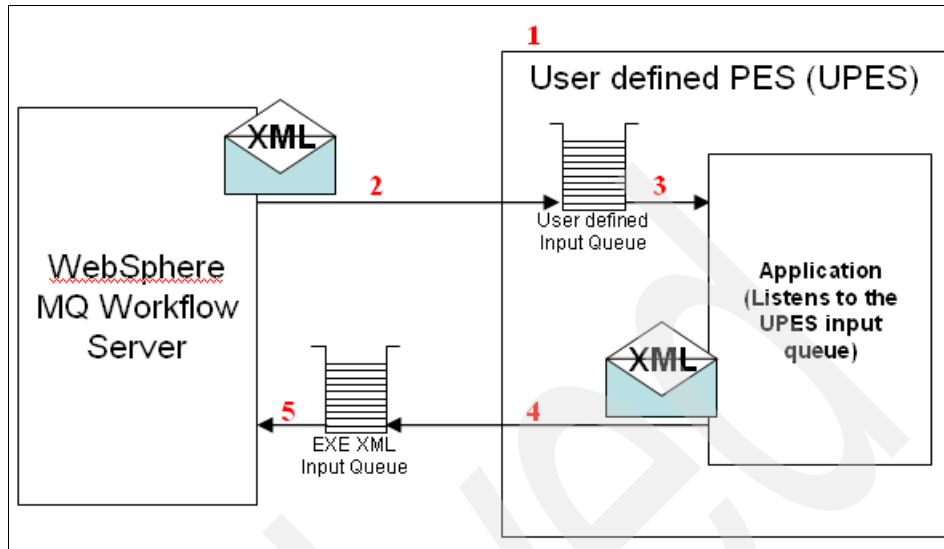 1
User defined PES (UPES)
XML
2
3
User defined
Input Queue
WebSphere
MQ Workflow
Server
Application
(Listens to the
UPES input
queue)
XML
5
4
EXE XML
Input Queue